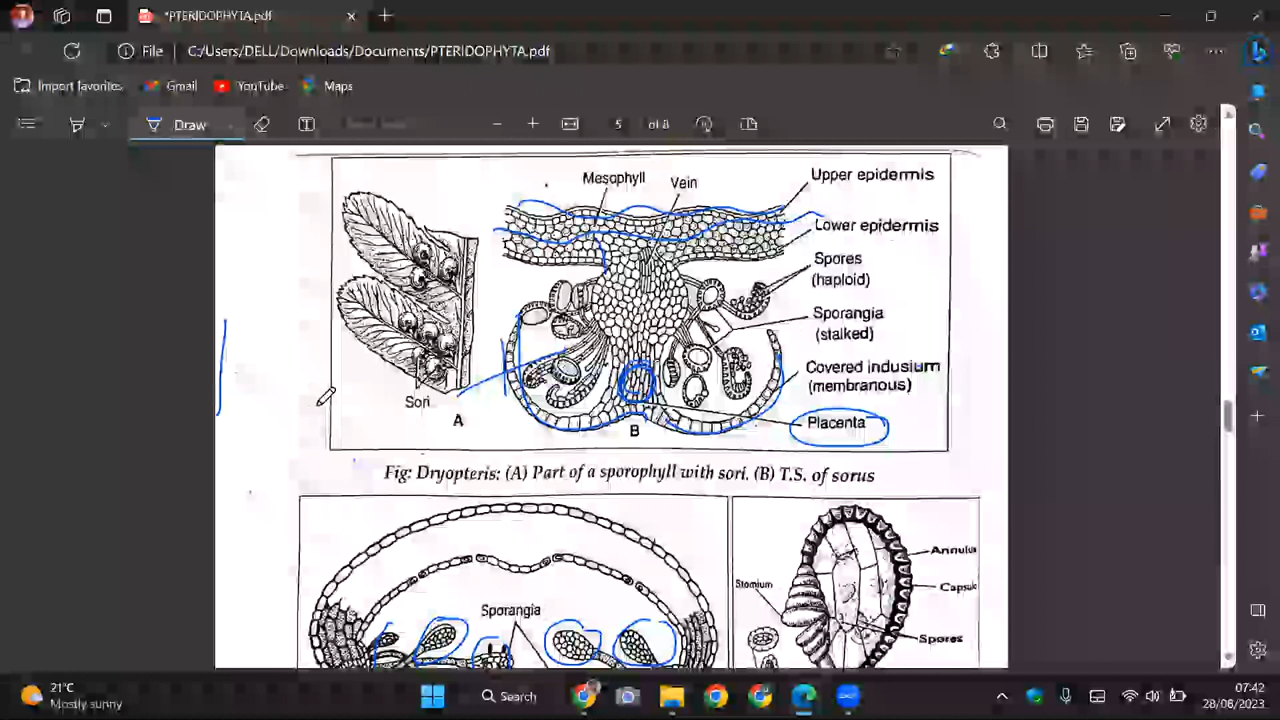 *PTERIDOPHYTA.pdf
File C:/Users/DELL/Downloads/Documents/PTERIDOPHYTA.pdf
Import favorites Gmail YouTube Maps
Draw 5 of 8
Mesophyll Vein Upper epidermis
Lower epidermis
Spores
(haploid)
Sporangia
(stalked)
Covered indusium
(membranous)
Sori
A B Placenta
Fig: Dryopteris: (A) Part of a sporophyll with sori. (B) T.S. of sorus
Annulus
Stomium Capsule
Sporangia
Spores
21°C
Mostly sunny
Search
07:42
28/08/2023